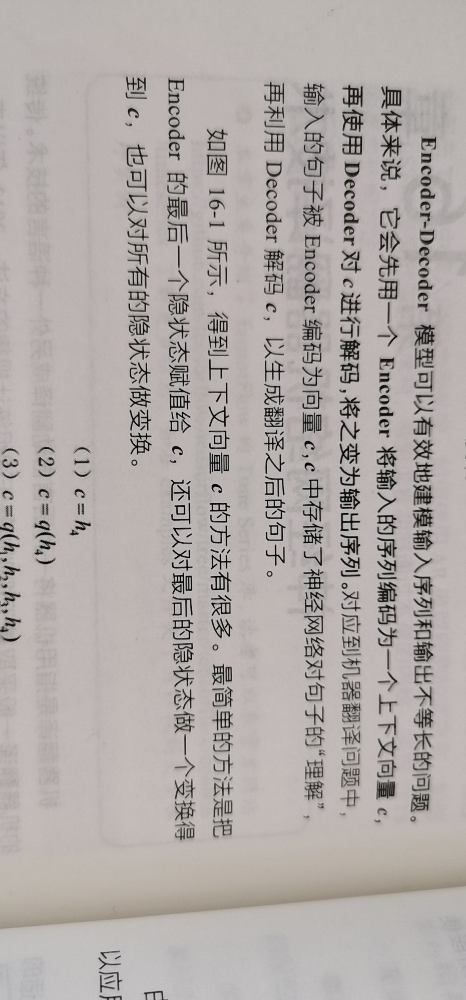 Encoder-Decoder 模型可以有效地建模输入序列和输出不等长的问题。
具体来说，它会先用一个 Encoder 将输入的序列编码为一个上下文向量 c，
再使用 Decoder 对 c 进行解码，将之变为输出序列。对应到机器翻译问题中，
输入的句子被 Encoder 编码为向量 c，c 中存储了神经网络对句子的“理解”，
再利用 Decoder 解码 c，以生成翻译之后的句子。
如图 16-1 所示，得到上下文向量 c 的方法有很多。最简单的方法是把
Encoder 的最后一个隐状态赋值给 c，还可以对最后的隐状态做一个变换得
到 c，也可以对所有的隐状态做变换。
（1）c=h₄
（2）c=q(h₄)
（3）c=q(h₁,h₂,h₃,h₄)
以应用